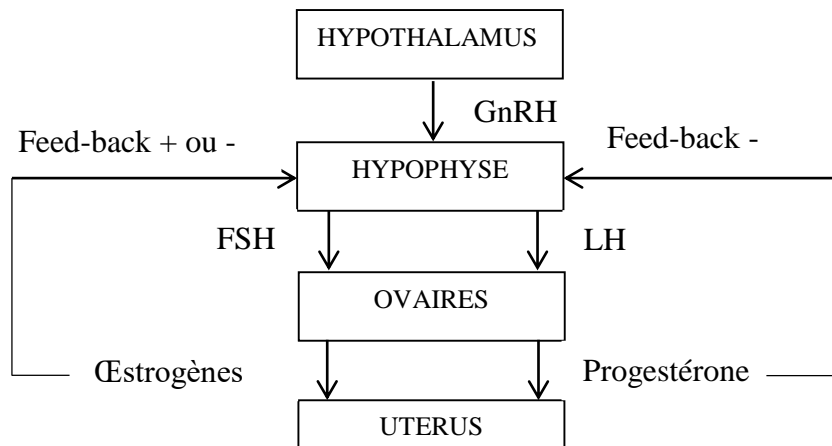 HYPOTHALAMUS
GnRH
Feed-back + ou -
Feed-back -
HYPOPHYSE
FSH
LH
OVAIRES
Œstrogènes
Progestérone
UTERUS